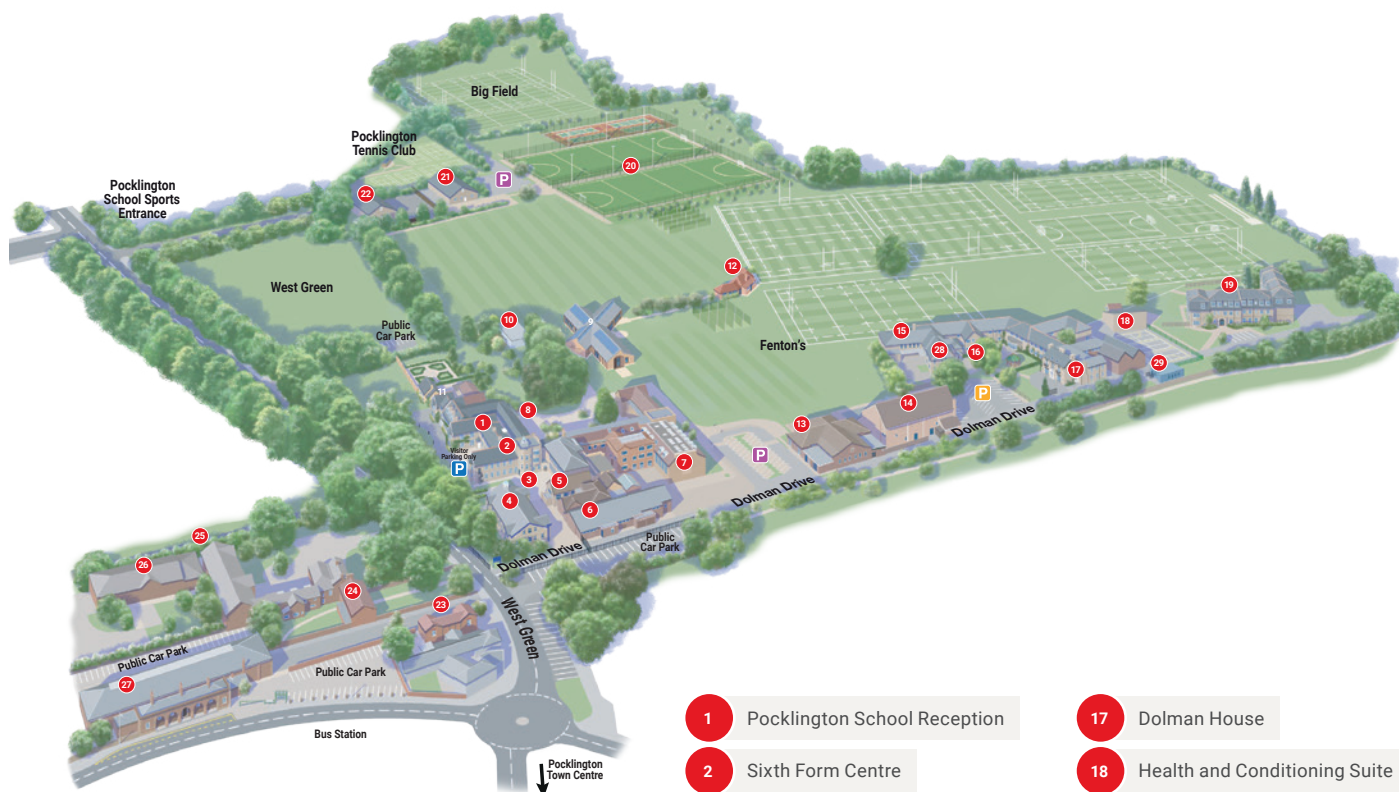 Big Field
Pocklington
Tennis Club
20
21
P
22
Pocklington
School Sports
Entrance
12
West Green
19
10
9
Public
Car Park
18
15
Fenton's
28
16
29
17
11
P
14
8
1
13
2
Visitor
Parking Only
P
7
P
Dolman Drive
3
5
4
Dolman Drive
6
Public
Car Park
Dolman Drive
25
26
24
23
West Green
Public Car Park
Public Car Park
27
Bus Station
Pocklington
Town Centre
1 Pocklington School Reception
2 Sixth Form Centre
17 Dolman House
18 Health and Conditioning Suite